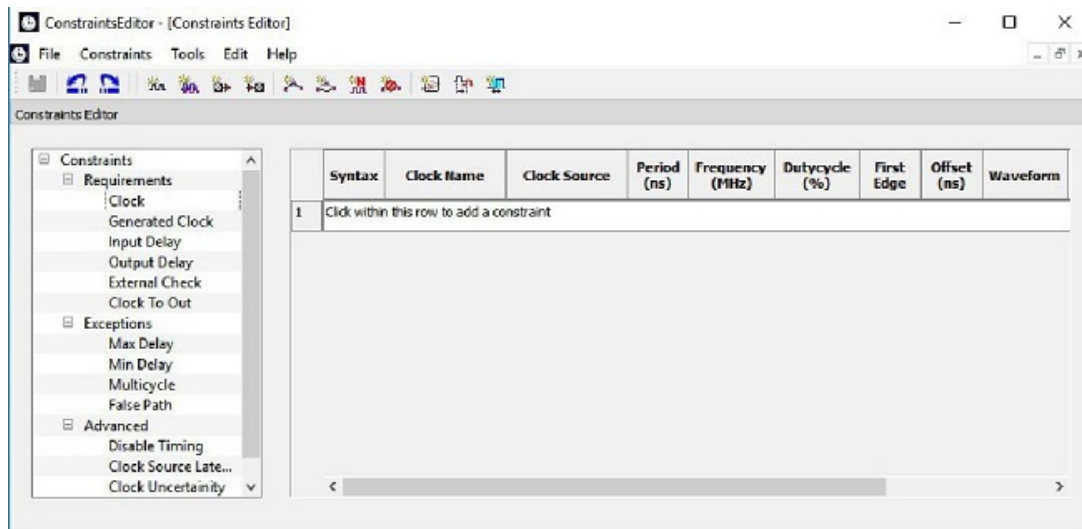 ConstraintsEditor - [Constraints Editor]
File Constraints Tools Edit Help
Constraints Editor
Constraints
Requirements
Clock
Generated Clock
Input Delay
Output Delay
External Check
Clock To Out
Exceptions
Max Delay
Min Delay
Multicycle
False Path
Advanced
Disable Timing
Clock Source Late...
Clock Uncertainity
Syntax Clock Name Clock Source Period (ns) Frequency (MHz) Dutycycle (%) First Edge Offset (ns) Waveform
1 Click within this row to add a constraint